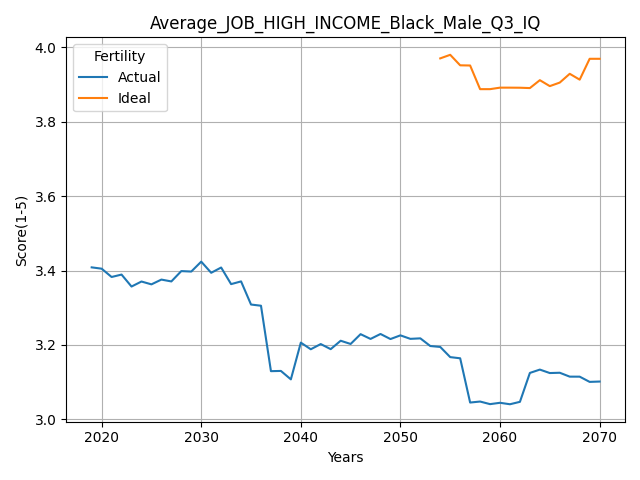 Average_JOB_HIGH_INCOME_Black_Male_Q3_IQ
Fertility
Actual
Ideal
Score(1-5)
4.0
3.8
3.6
3.4
3.2
3.0
2020 2030 2040 2050 2060 2070
Years